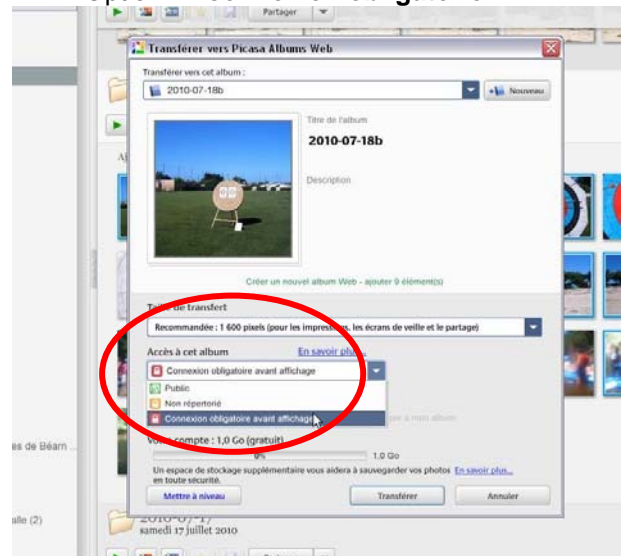 Partager
Transférer vers Picasa Albums Web
Transférer vers cet album :
2010-07-18b
Nouveau
Titre de l'album
2010-07-18b
Description
Créer un nouvel album Web - ajouter 9 élément(s)
Taille de transfert
Recommandée : 1 600 pixels (pour les impressions, les écrans de veille et le partage)
Accès à cet album
En savoir plus...
Connexion obligatoire avant affichage
Public
Non répertorié
Connexion obligatoire avant affichage
à mon album
Votre compte : 1,0 Go (gratuit)
0%
1.0 Go
es de Béarn ...
Un espace de stockage supplémentaire vous aidera à sauvegarder vos photos En savoir plus...
en toute sécurité.
Mettre à niveau
Transférer
Annuler
alle (2)
2010-07-17
samedi 17 juillet 2010